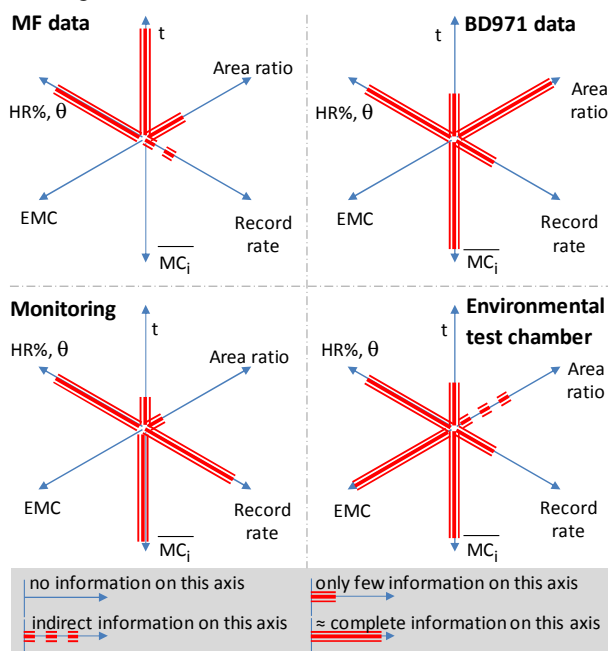 MF data
t
Area ratio
HR%, θ
EMC
Record
rate
MCi
BD971 data
t
Area
ratio
HR%, θ
EMC
Record
rate
MCi
Monitoring
t
Area ratio
HR%, θ
EMC
Record
rate
MCi
Environmental
test chamber
t
Area
ratio
HR%, θ
EMC
Record
rate
MCi
no information on this axis
only few information on this axis
indirect information on this axis
≈ complete information on this axis